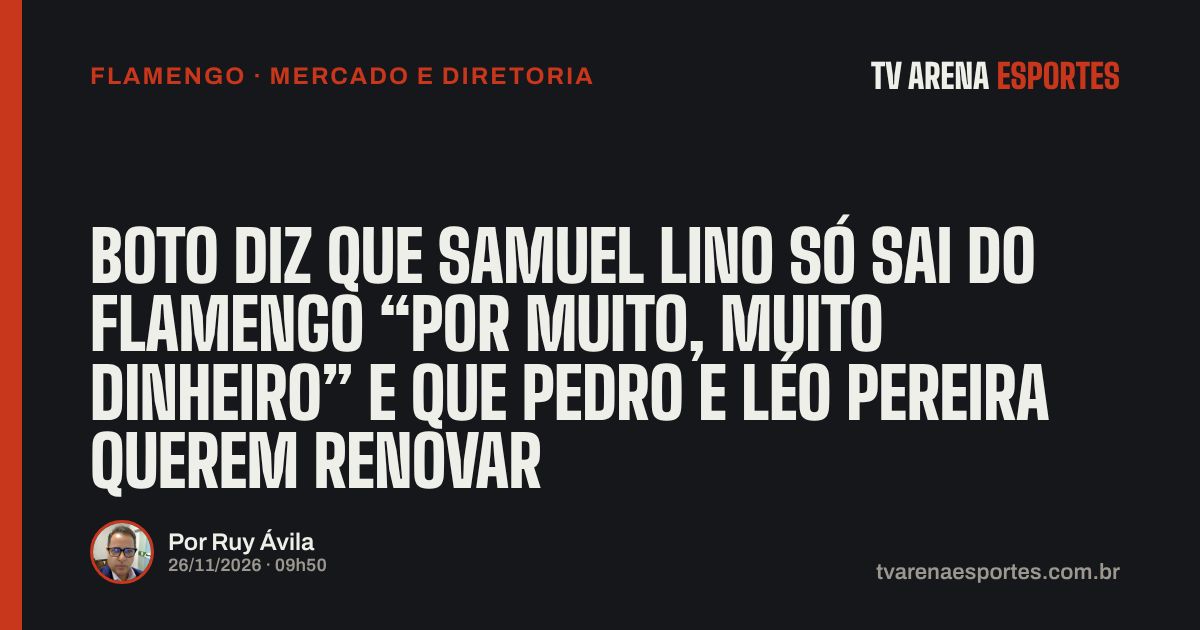 FLAMENGO · MERCADO E DIRETORIA
TV ARENA ESPORTES
BOTO DIZ QUE SAMUEL LINO SÓ SAI DO
FLAMENGO “POR MUITO, MUITO
DINHEIRO” E QUE PEDRO E LÉO PEREIRA
QUEREM RENOVAR
Por Ruy Ávila
26/11/2026 · 09h50
tvarenaesportes.com.br